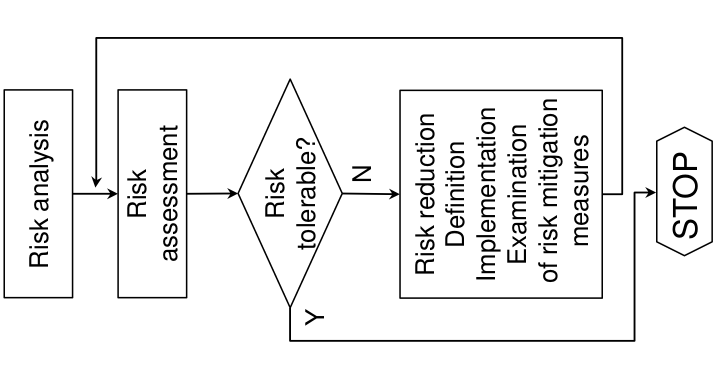 Risk analysis
Risk
assessment
Risk
tolerable?
N
Y
Risk reduction
Definition
Implementation
Examination
of risk mitigation
measures
STOP